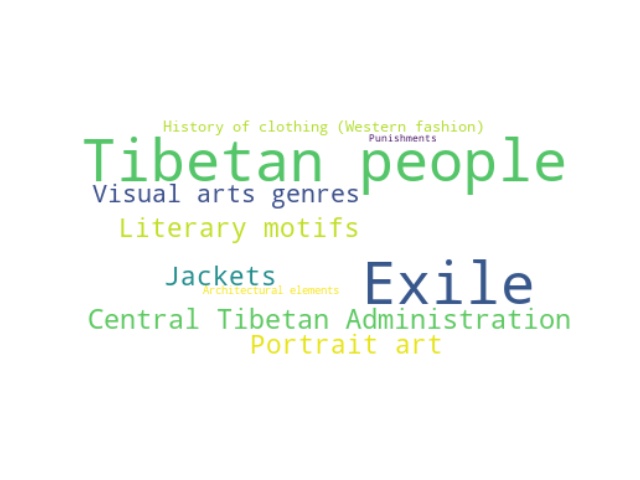 History of clothing (Western fashion)
Punishments
Tibetan people
Visual arts genres
Literary motifs
Exile
Jackets
Architectural elements
Central Tibetan Administration
Portrait art